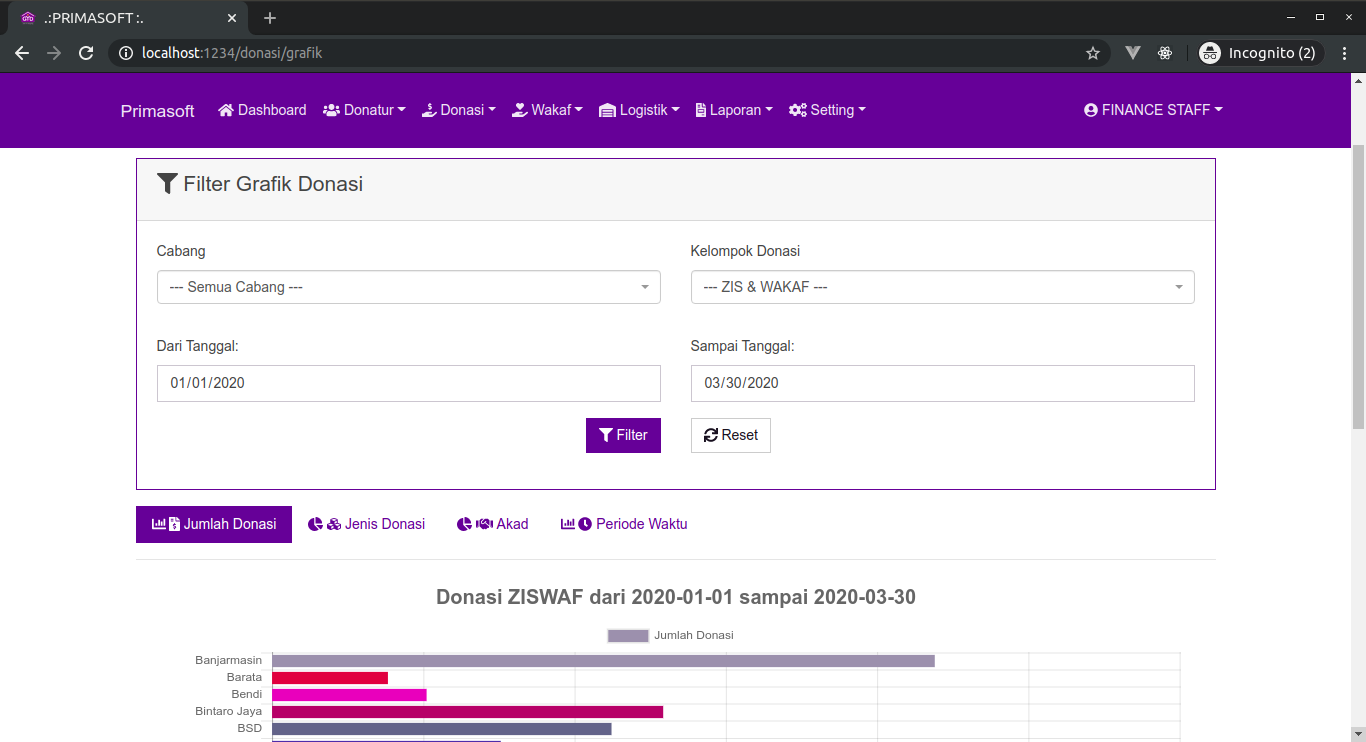 .:PRIMASOFT :.
localhost:1234/donasi/grafik
Incognito (2)
Primasoft Dashboard Donatur Donasi Wakaf Logistik Laporan Setting FINANCE STAFF
Filter Grafik Donasi
Cabang Kelompok Donasi
--- Semua Cabang --- --- ZIS & WAKAF ---
Dari Tanggal: Sampai Tanggal:
01/01/2020 03/30/2020
Filter Reset
Jumlah Donasi Jenis Donasi Akad Periode Waktu
Donasi ZISWAF dari 2020-01-01 sampai 2020-03-30
Jumlah Donasi
Banjarmasin
Barata
Bendi
Bintaro Jaya
BSD